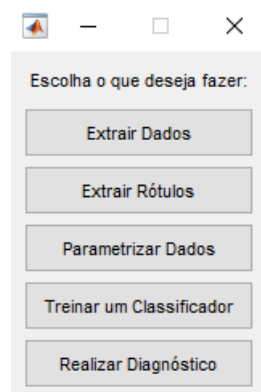 Escolha o que deseja fazer:
Extrair Dados
Extrair Rótulos
Parametrizar Dados
Treinar um Classificador
Realizar Diagnóstico